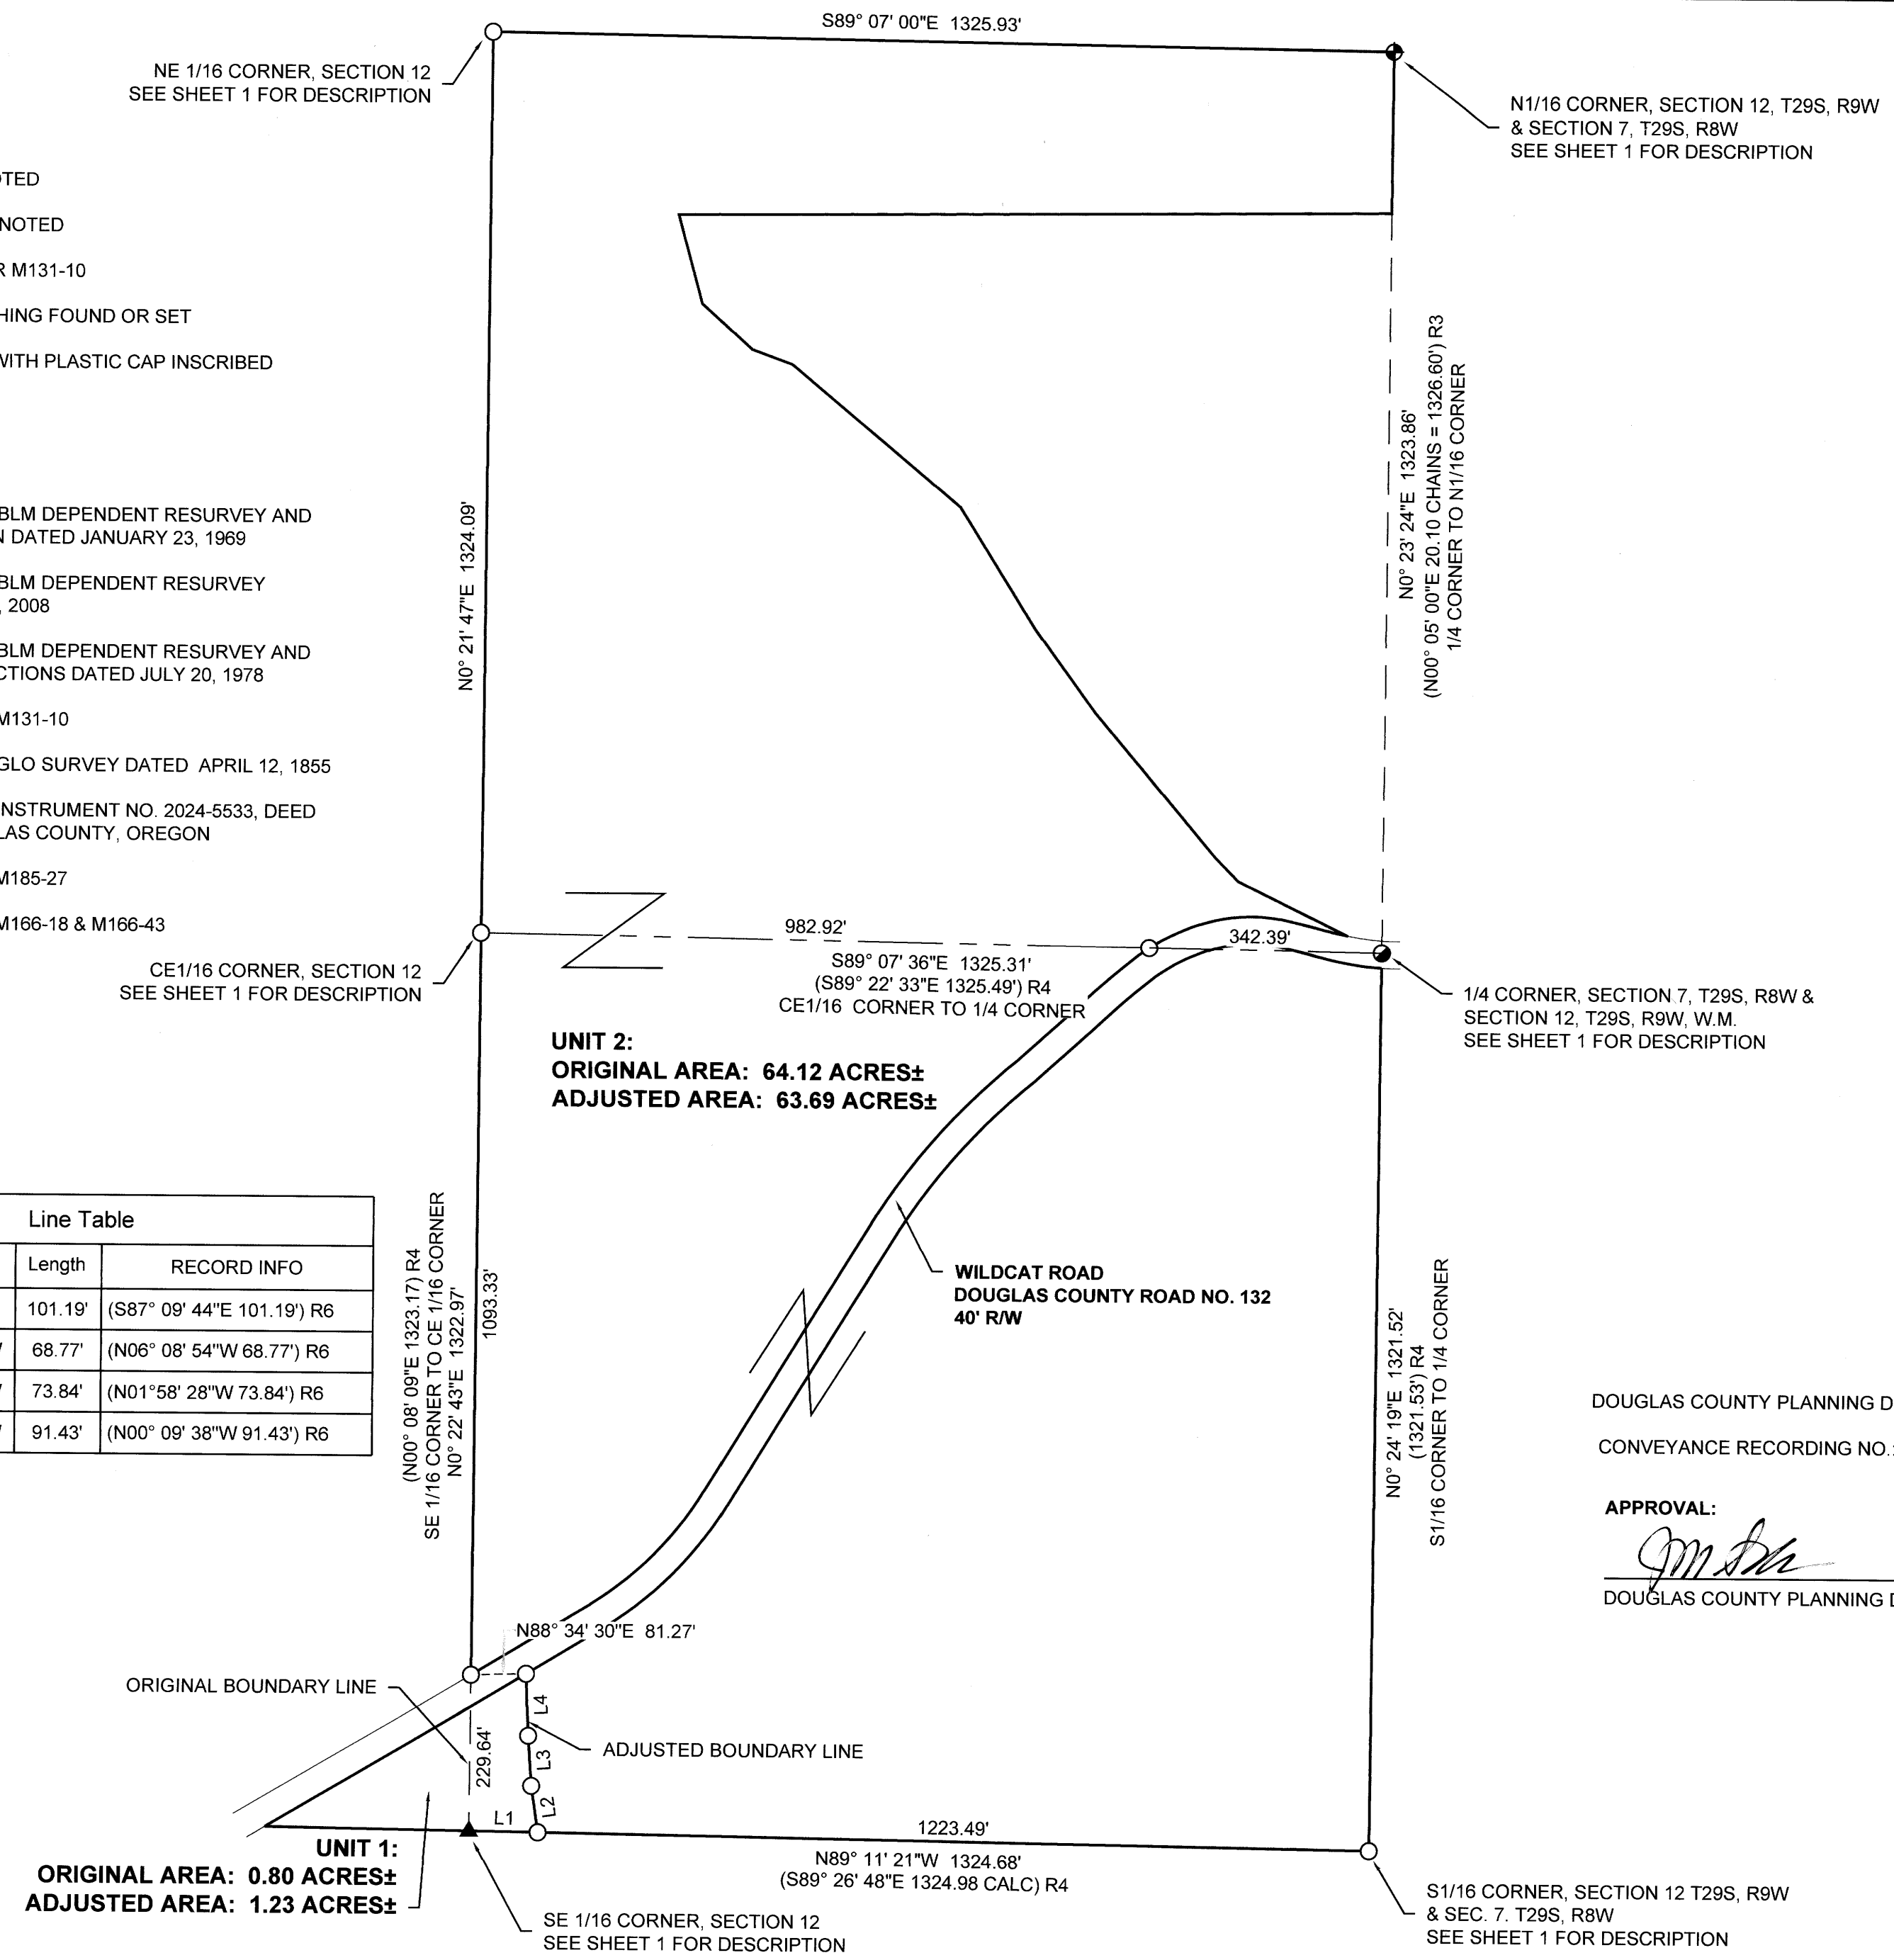 S89° 07' 00"E 1325.93'
NE 1/16 CORNER, SECTION 12
SEE SHEET 1 FOR DESCRIPTION
N1/16 CORNER, SECTION 12, T29S, R9W
& SECTION 7, T29S, R8W
SEE SHEET 1 FOR DESCRIPTION
OTED
NOTED
R M131-10
HING FOUND OR SET
WITH PLASTIC CAP INSCRIBED
BLM DEPENDENT RESURVEY AND
N DATED JANUARY 23, 1969
BLM DEPENDENT RESURVEY
, 2008
BLM DEPENDENT RESURVEY AND
CTIONS DATED JULY 20, 1978
M131-10
GLO SURVEY DATED APRIL 12, 1855
INSTRUMENT NO. 2024-5533, DEED
LAS COUNTY, OREGON
M185-27
M166-18 & M166-43
N0° 21' 47"E 1324.09'
N0° 23' 24"E 1323.86'
(N00° 05' 00"E 20.10 CHAINS = 1326.60') R3
1/4 CORNER TO N1/16 CORNER
982.92'
342.39'
S89° 07' 36"E 1325.31'
(S89° 22' 33"E 1325.49') R4
CE1/16 CORNER TO 1/4 CORNER
CE1/16 CORNER, SECTION 12
SEE SHEET 1 FOR DESCRIPTION
1/4 CORNER, SECTION 7, T29S, R8W &
SECTION 12, T29S, R9W, W.M.
SEE SHEET 1 FOR DESCRIPTION
UNIT 2:
ORIGINAL AREA: 64.12 ACRES±
ADJUSTED AREA: 63.69 ACRES±
Line Table
Length RECORD INFO
101.19' (S87° 09' 44"E 101.19') R6
68.77' (N06° 08' 54"W 68.77') R6
73.84' (N01°58' 28"W 73.84') R6
91.43' (N00° 09' 38"W 91.43') R6
(N00° 08' 09"E 1323.17) R4
SE 1/16 CORNER TO CE 1/16 CORNER
N0° 22' 43"E 1322.97'
1093.33'
WILDCAT ROAD
DOUGLAS COUNTY ROAD NO. 132
40' R/W
N0° 24' 19"E 1321.52'
(1321.53') R4
S1/16 CORNER TO 1/4 CORNER
DOUGLAS COUNTY PLANNING D
CONVEYANCE RECORDING NO.:
APPROVAL:
DOUGLAS COUNTY PLANNING D
N88° 34' 30"E 81.27'
ORIGINAL BOUNDARY LINE
229.64'
L4
L3
L2
L1
ADJUSTED BOUNDARY LINE
UNIT 1:
ORIGINAL AREA: 0.80 ACRES±
ADJUSTED AREA: 1.23 ACRES±
1223.49'
N89° 11' 21"W 1324.68'
(S89° 26' 48"E 1324.98 CALC) R4
SE 1/16 CORNER, SECTION 12
SEE SHEET 1 FOR DESCRIPTION
S1/16 CORNER, SECTION 12 T29S, R9W
& SEC. 7. T29S, R8W
SEE SHEET 1 FOR DESCRIPTION